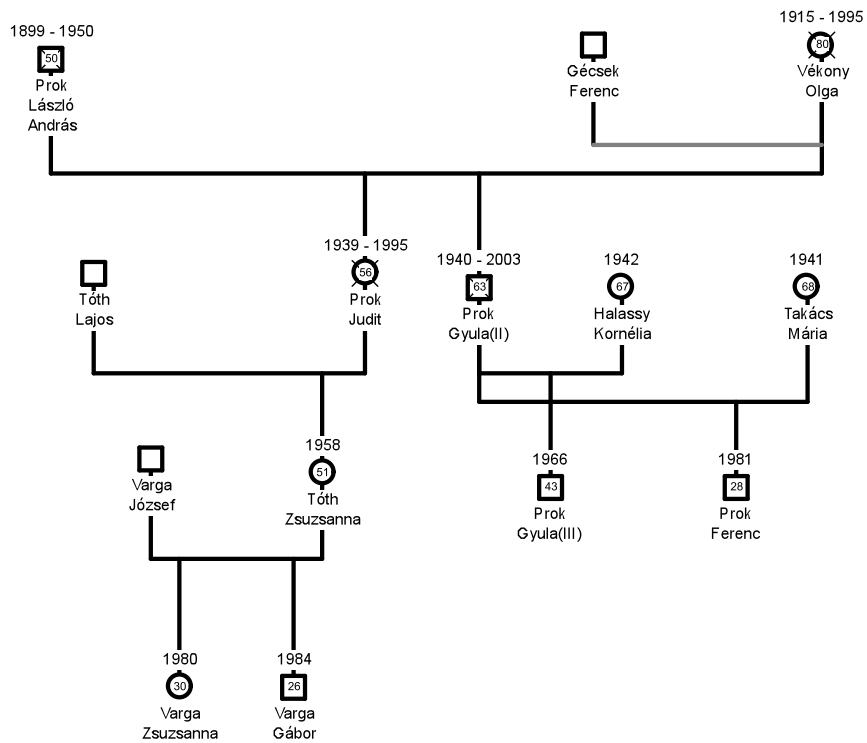 1899 - 1950
50
Prok
László
András
Gécsek
Ferenc
1915 - 1995
80
Vékony
Olga
Tóth
Lajos
1939 - 1995
56
Prok
Judit
1940 - 2003
63
Prok
Gyula(II)
1942
67
Halassy
Kornélia
1941
68
Takács
Mária
Varga
József
1958
51
Tóth
Zsuzsanna
1966
43
Prok
Gyula(III)
1981
28
Prok
Ferenc
1980
30
Varga
Zsuzsanna
1984
26
Varga
Gábor